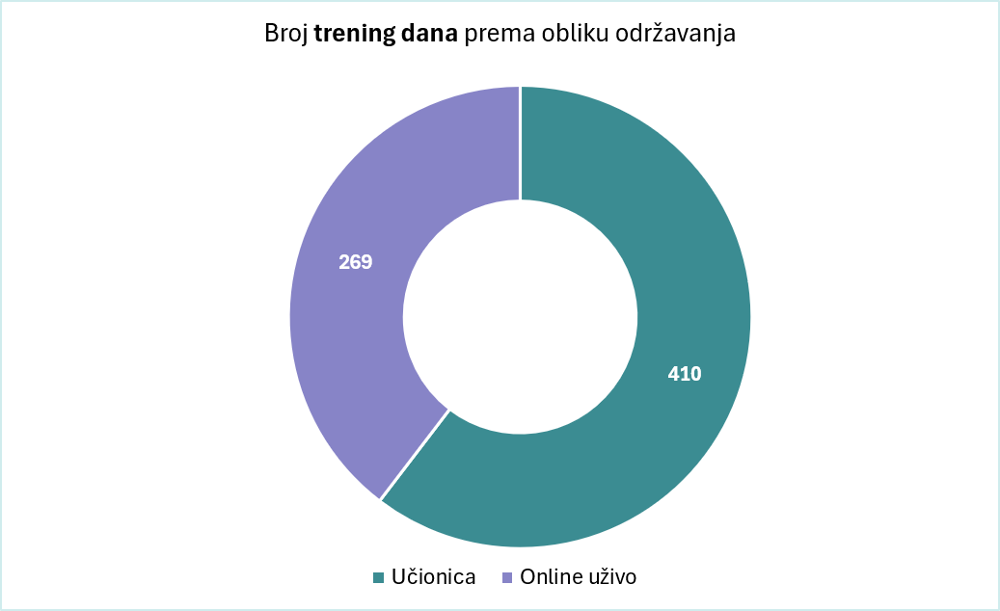 Broj trening dana prema obliku održavanja
269
410
Učionica Online uživo